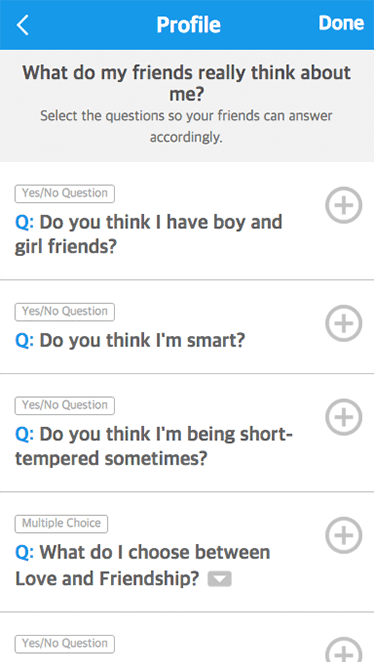 Profile
Done
What do my friends really think about
me?
Select the questions so your friends can answer
accordingly.
Yes/No Question
Q: Do you think I have boy and
girl friends?
Yes/No Question
Q: Do you think I'm smart?
Yes/No Question
Q: Do you think I'm being short-
tempered sometimes?
Multiple Choice
Q: What do I choose between
Love and Friendship?
Yes/No Question